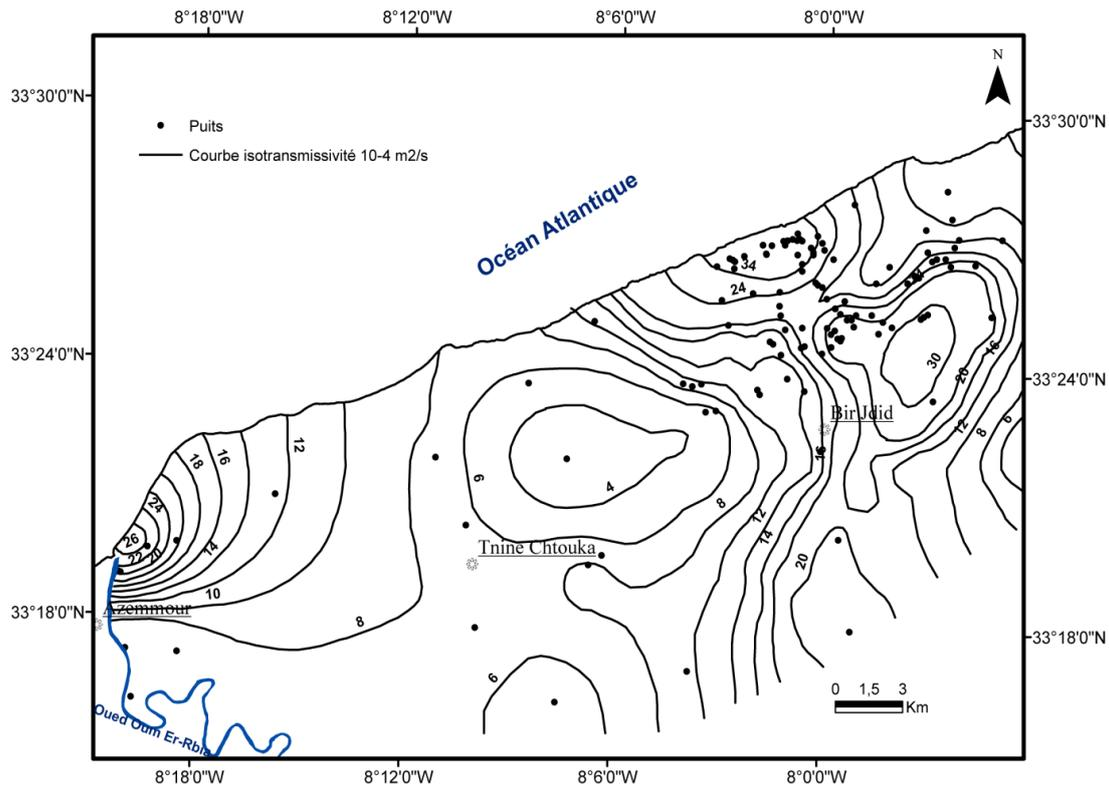 8°18'0"W 8°12'0"W 8°6'0"W 8°0'0"W
N
33°30'0"N
33°30'0"N
Puits
Courbe isotransmissivité 10-4 m2/s
Océan Atlantique
34
24
33°24'0"N
33°24'0"N
30
20
16
Bir Jdid
12
8
6
12
16
18
16
6
4
8
24
12
26
22
20
14
14
Tnine Chtouka
20
10
8
33°18'0"N
Azemmour
33°18'0"N
6
0 1,5 3
Km
Oued Oum Er-Rbia
8°18'0"W 8°12'0"W 8°6'0"W 8°0'0"W